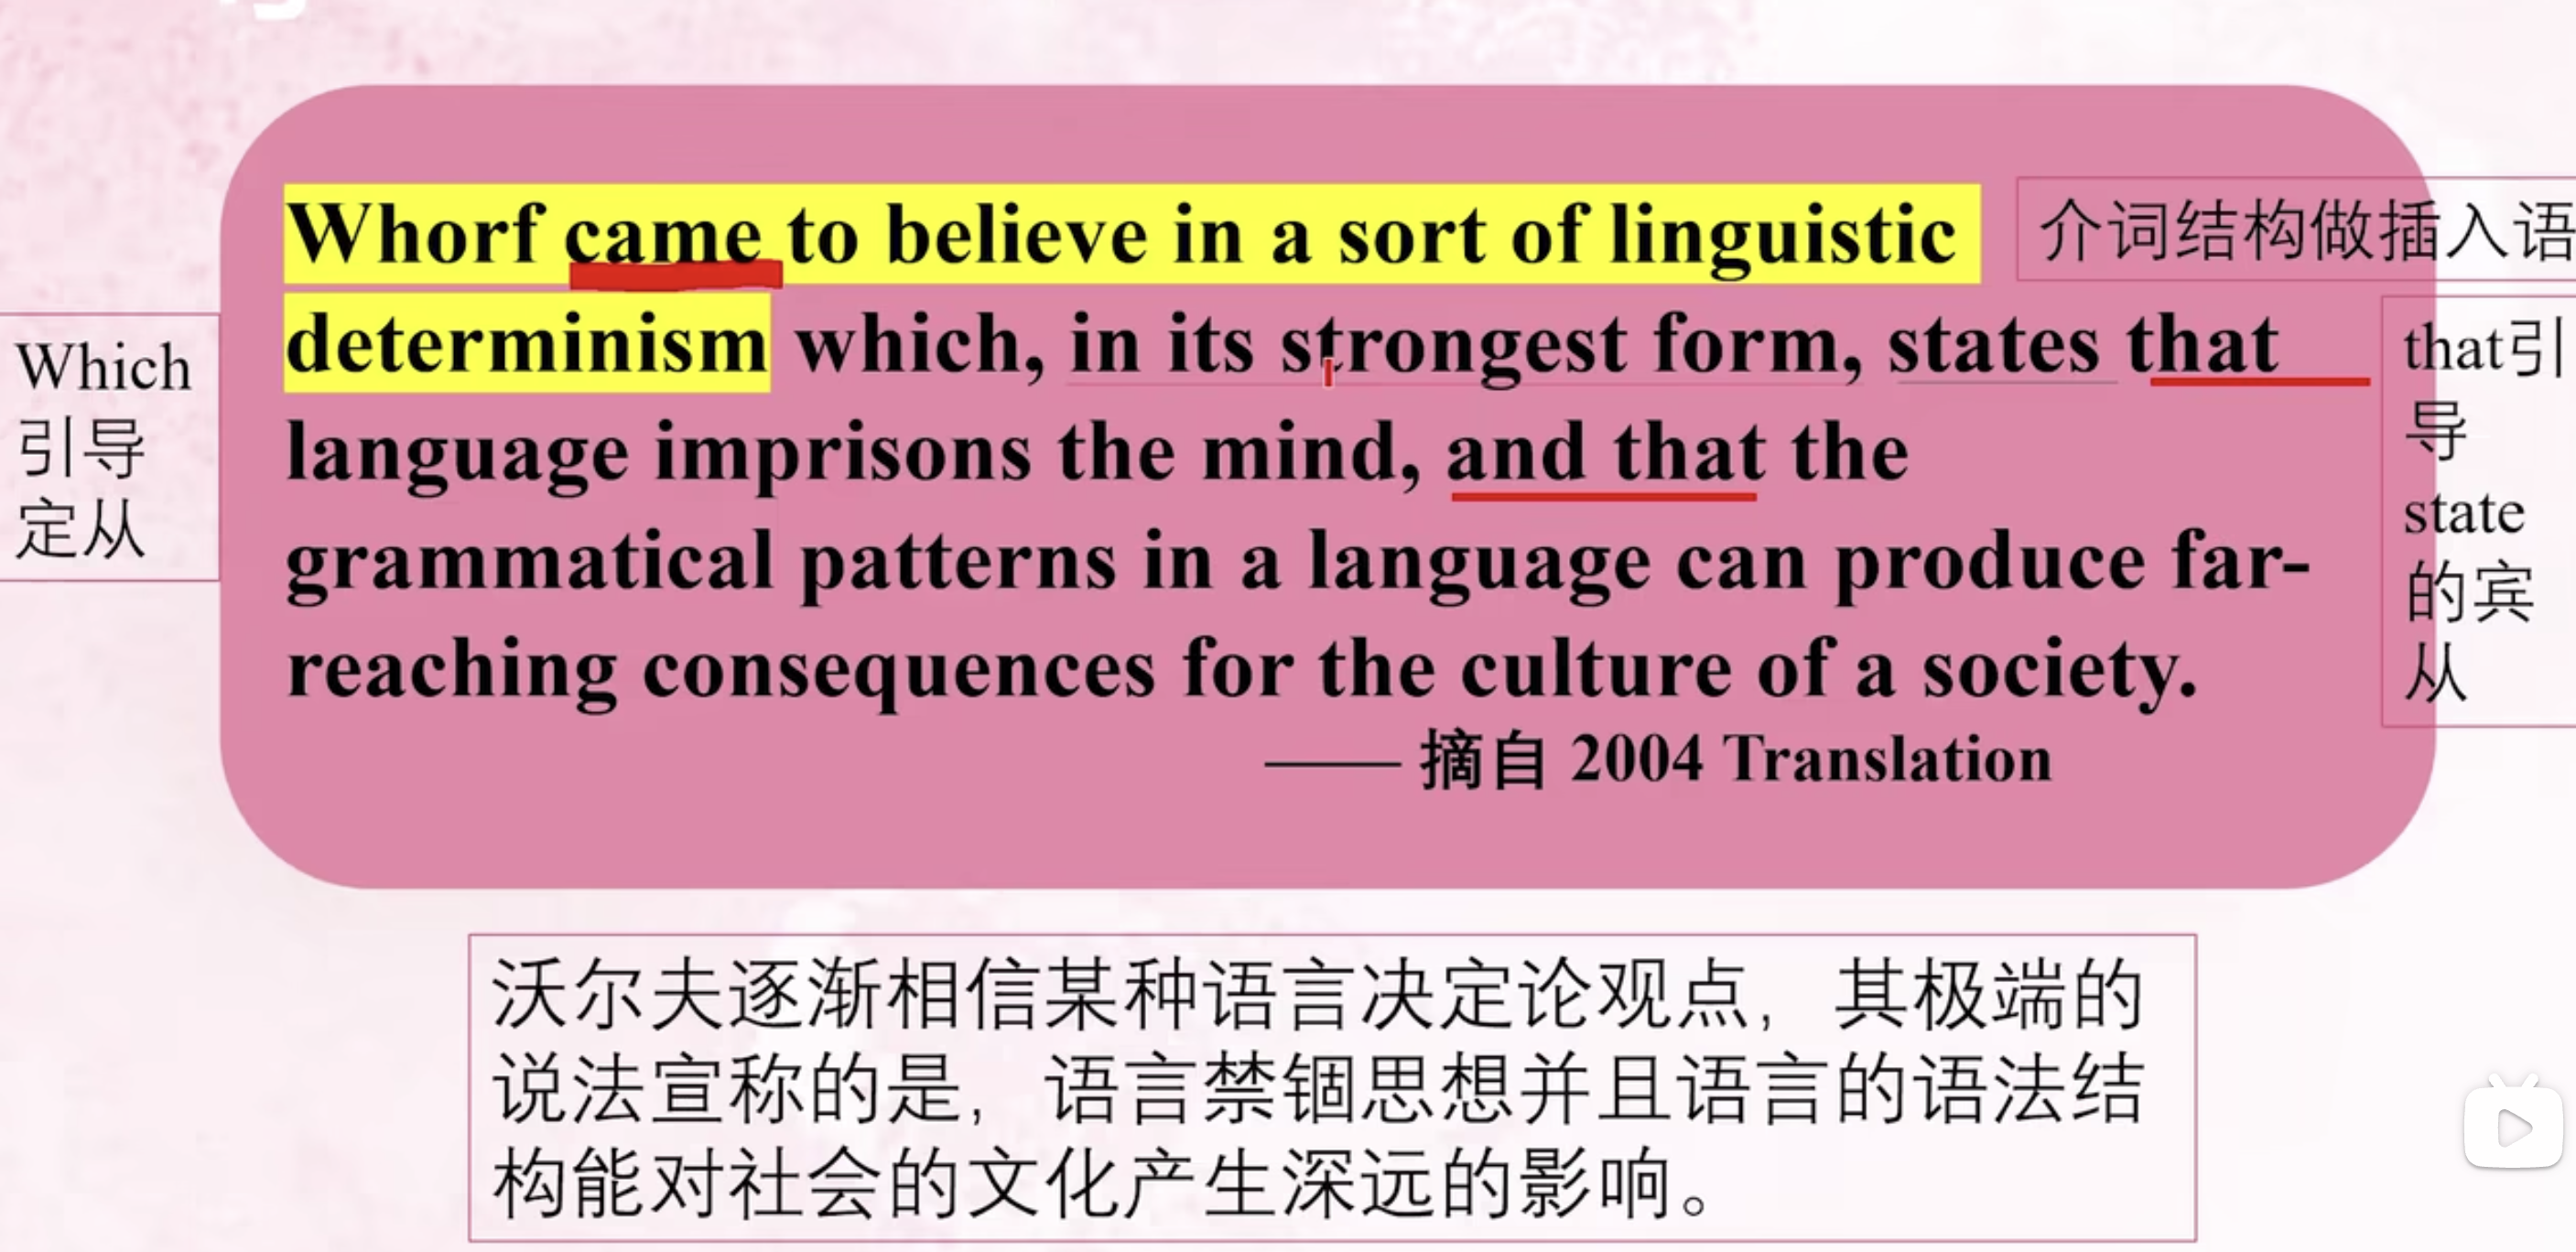 Whorf came to believe in a sort of linguistic
介词结构做插入语
determinism which, in its strongest form, states that
language imprisons the mind, and that the
grammatical patterns in a language can produce far-
reaching consequences for the culture of a society.
—— 摘自 2004 Translation
Which
引导
定从
that引
导
state
的宾
从
沃尔夫逐渐相信某种语言决定论观点，其极端的
说法宣称的是，语言禁锢思想并且语言的语法结
构能对社会的文化产生深远的影响。